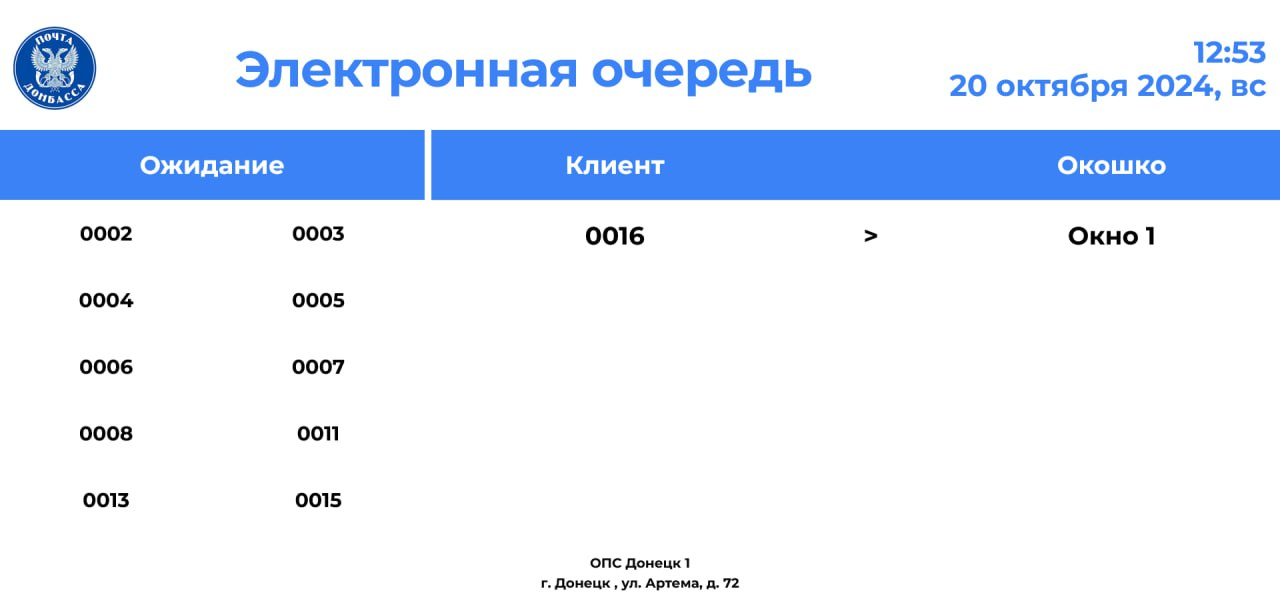 ПОЧТА
ДОНБАССА
Электронная очередь
12:53
20 октября 2024, вс
Ожидание Клиент Окошко
0002 0003 0016 > Окно 1
0004 0005
0006 0007
0008 0011
0013 0015
ОПС Донецк 1
г. Донецк , ул. Артема, д. 72